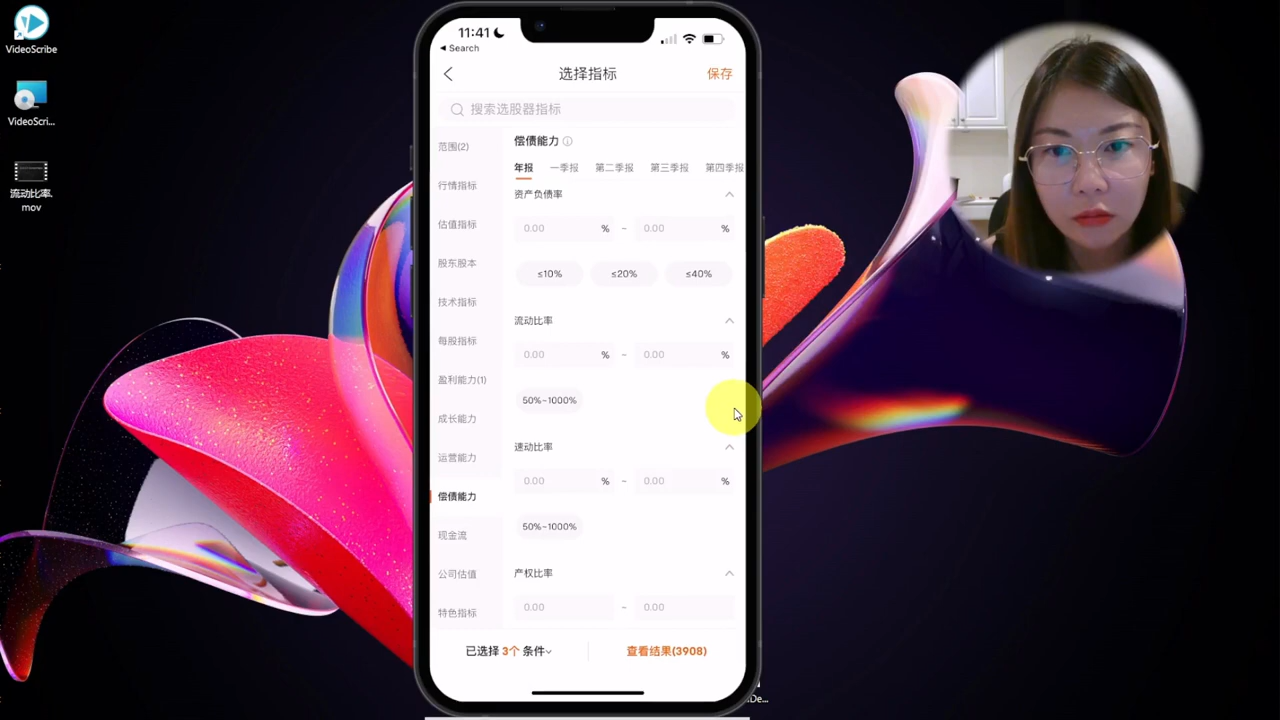 VideoScribe
VideoScri...
流动比率.
mov
11:41
Search
选择指标
保存
搜索选股器指标
范围(2)
行情指标
估值指标
股东股本
技术指标
每股指标
盈利能力(1)
成长能力
运营能力
偿债能力
现金流
公司估值
特色指标
偿债能力
年报 一季报 第二季报 第三季报 第四季报
资产负债率
0.00 % ~ 0.00 %
≤10% ≤20% ≤40%
流动比率
0.00 % ~ 0.00 %
50%~1000%
速动比率
0.00 % ~ 0.00 %
50%~1000%
产权比率
0.00 ~ 0.00
已选择 3个 条件
查看结果(3908)